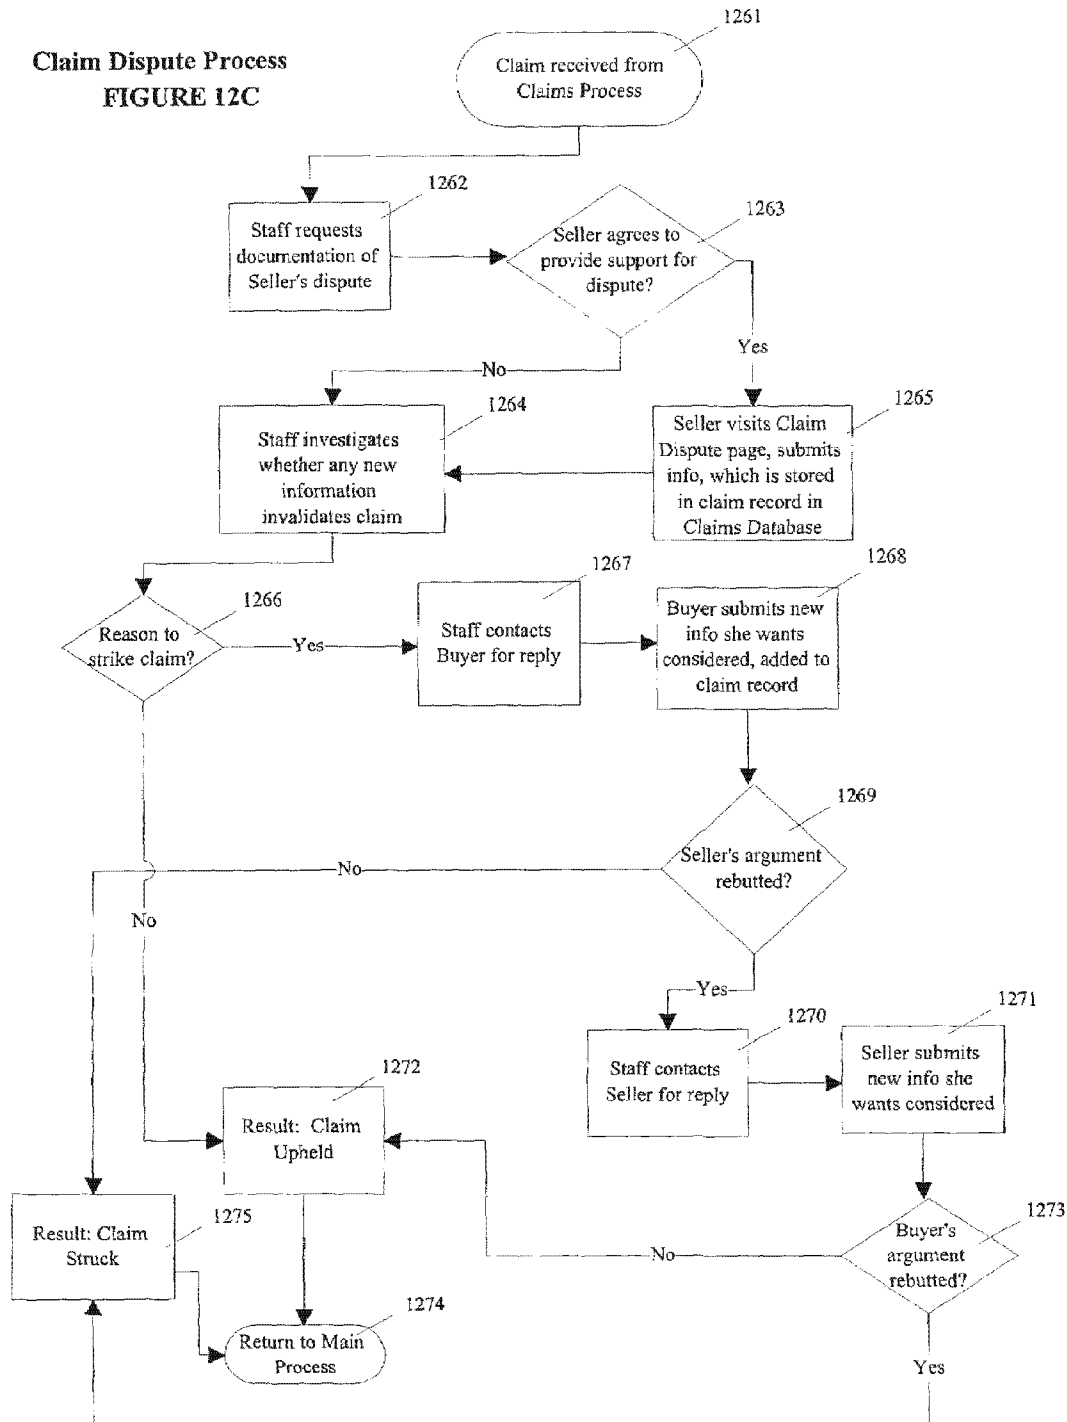 1261
Claim Dispute Process
FIGURE 12C
Claim received from
Claims Process
1262
1263
Staff requests
documentation of
Seller's dispute
Seller agrees to
provide support for
dispute?
Yes
No
1264
1265
Staff investigates
whether any new
information
invalidates claim
Seller visits Claim
Dispute page, submits
info, which is stored
in claim record in
Claims Database
1266
1267
1268
Reason to
strike claim?
Yes
Staff contacts
Buyer for reply
Buyer submits new
info she wants
considered, added to
claim record
1269
Seller's argument
rebutted?
No
No
Yes
1270
1271
Staff contacts
Seller for reply
Seller submits
new info she
wants considered
1272
Result: Claim
Upheld
1273
Buyer's
argument
rebutted?
No
1275
Result: Claim
Struck
1274
Return to Main
Process
Yes